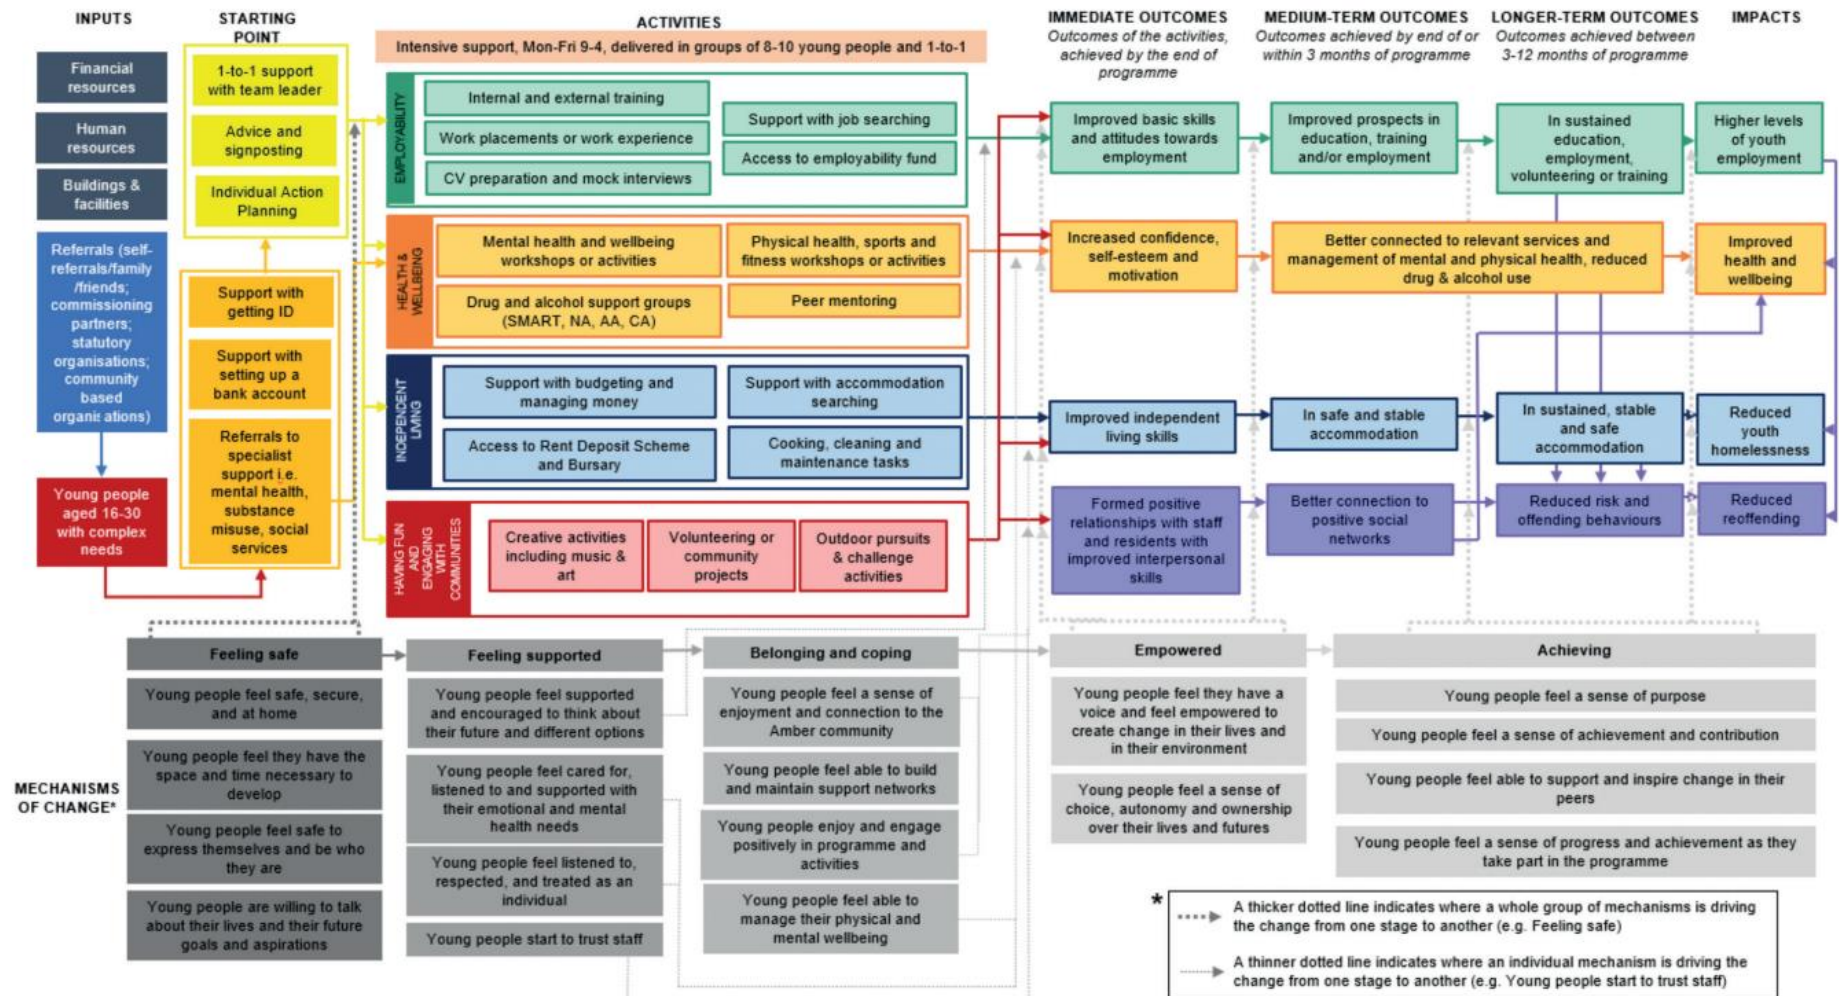 INPUTS
Financial
resources
Human
resources
Buildings &
facilities
Referrals (self-
referrals/family
/friends;
commissioning
partners;
statutory
organisations;
community
based
organisations)
Young people
aged 16-30
with complex
needs
STARTING
POINT
1-to-1 support
with team leader
Advice and
signposting
Individual Action
Planning
Support with
getting ID
Support with
setting up a
bank account
Referrals to
specialist
support i.e.
mental health,
substance
misuse, social
services
ACTIVITIES
Intensive support, Mon-Fri 9-4, delivered in groups of 8-10 young people and 1-to-1
EMPLOYABILITY
Internal and external training
Work placements or work experience
CV preparation and mock interviews
Support with job searching
Access to employability fund
HEALTH &
WELLBEING
Mental health and wellbeing
workshops or activities
Physical health, sports and
fitness workshops or activities
Drug and alcohol support groups
(SMART, NA, AA, CA)
Peer mentoring
INDEPENDENT
LIVING
Support with budgeting and
managing money
Support with accommodation
searching
Access to Rent Deposit Scheme
and Bursary
Cooking, cleaning and
maintenance tasks
HAVING FUN
AND
ENGAGING
WITH
COMMUNITIES
Creative activities
including music &
art
Volunteering or
community
projects
Outdoor pursuits
& challenge
activities
IMMEDIATE OUTCOMES
Outcomes of the activities,
achieved by the end of
programme
Improved basic skills
and attitudes towards
employment
Increased confidence,
self-esteem and
motivation
Improved independent
living skills
Formed positive
relationships with staff
and residents with
improved interpersonal
skills
MEDIUM-TERM OUTCOMES
Outcomes achieved by end of or
within 3 months of programme
Improved prospects in
education, training
and/or employment
Better connected to relevant services and
management of mental and physical health, reduced
drug & alcohol use
In safe and stable
accommodation
Better connection to
positive social
networks
LONGER-TERM OUTCOMES
Outcomes achieved between
3-12 months of programme
In sustained
education,
employment,
volunteering or training
In sustained, stable
and safe
accommodation
Reduced risk and
offending behaviours
IMPACTS
Higher levels
of youth
employment
Improved
health and
wellbeing
Reduced
youth
homelessness
Reduced
reoffending
MECHANISMS
OF CHANGE*
Feeling safe
Young people feel safe, secure,
and at home
Young people feel they have the
space and time necessary to
develop
Young people feel safe to
express themselves and be who
they are
Young people are willing to talk
about their lives and their future
goals and aspirations
Feeling supported
Young people feel supported
and encouraged to think about
their future and different options
Young people feel cared for,
listened to and supported with
their emotional and mental
health needs
Young people feel listened to,
respected, and treated as an
individual
Young people start to trust staff
Belonging and coping
Young people feel a sense of
enjoyment and connection to the
Amber community
Young people feel able to build
and maintain support networks
Young people enjoy and engage
positively in programme and
activities
Young people feel able to
manage their physical and
mental wellbeing
Empowered
Young people feel they have a
voice and feel empowered to
create change in their lives and
in their environment
Young people feel a sense of
choice, autonomy and ownership
over their lives and futures
Achieving
Young people feel a sense of purpose
Young people feel a sense of achievement and contribution
Young people feel able to support and inspire change in their
peers
Young people feel a sense of progress and achievement as they
take part in the programme
*
A thicker dotted line indicates where a whole group of mechanisms is driving
the change from one stage to another (e.g. Feeling safe)
A thinner dotted line indicates where an individual mechanism is driving the
change from one stage to another (e.g. Young people start to trust staff)